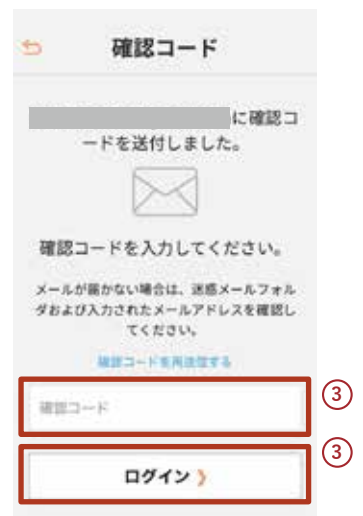 確認コード
に確認コ
ードを送付しました。
確認コードを入力してください。
メールが届かない場合は、迷惑メールフォル
ダおよび入力されたメールアドレスを確認し
てください。
確認コードを再送信する
確認コード
③
③
ログイン 》